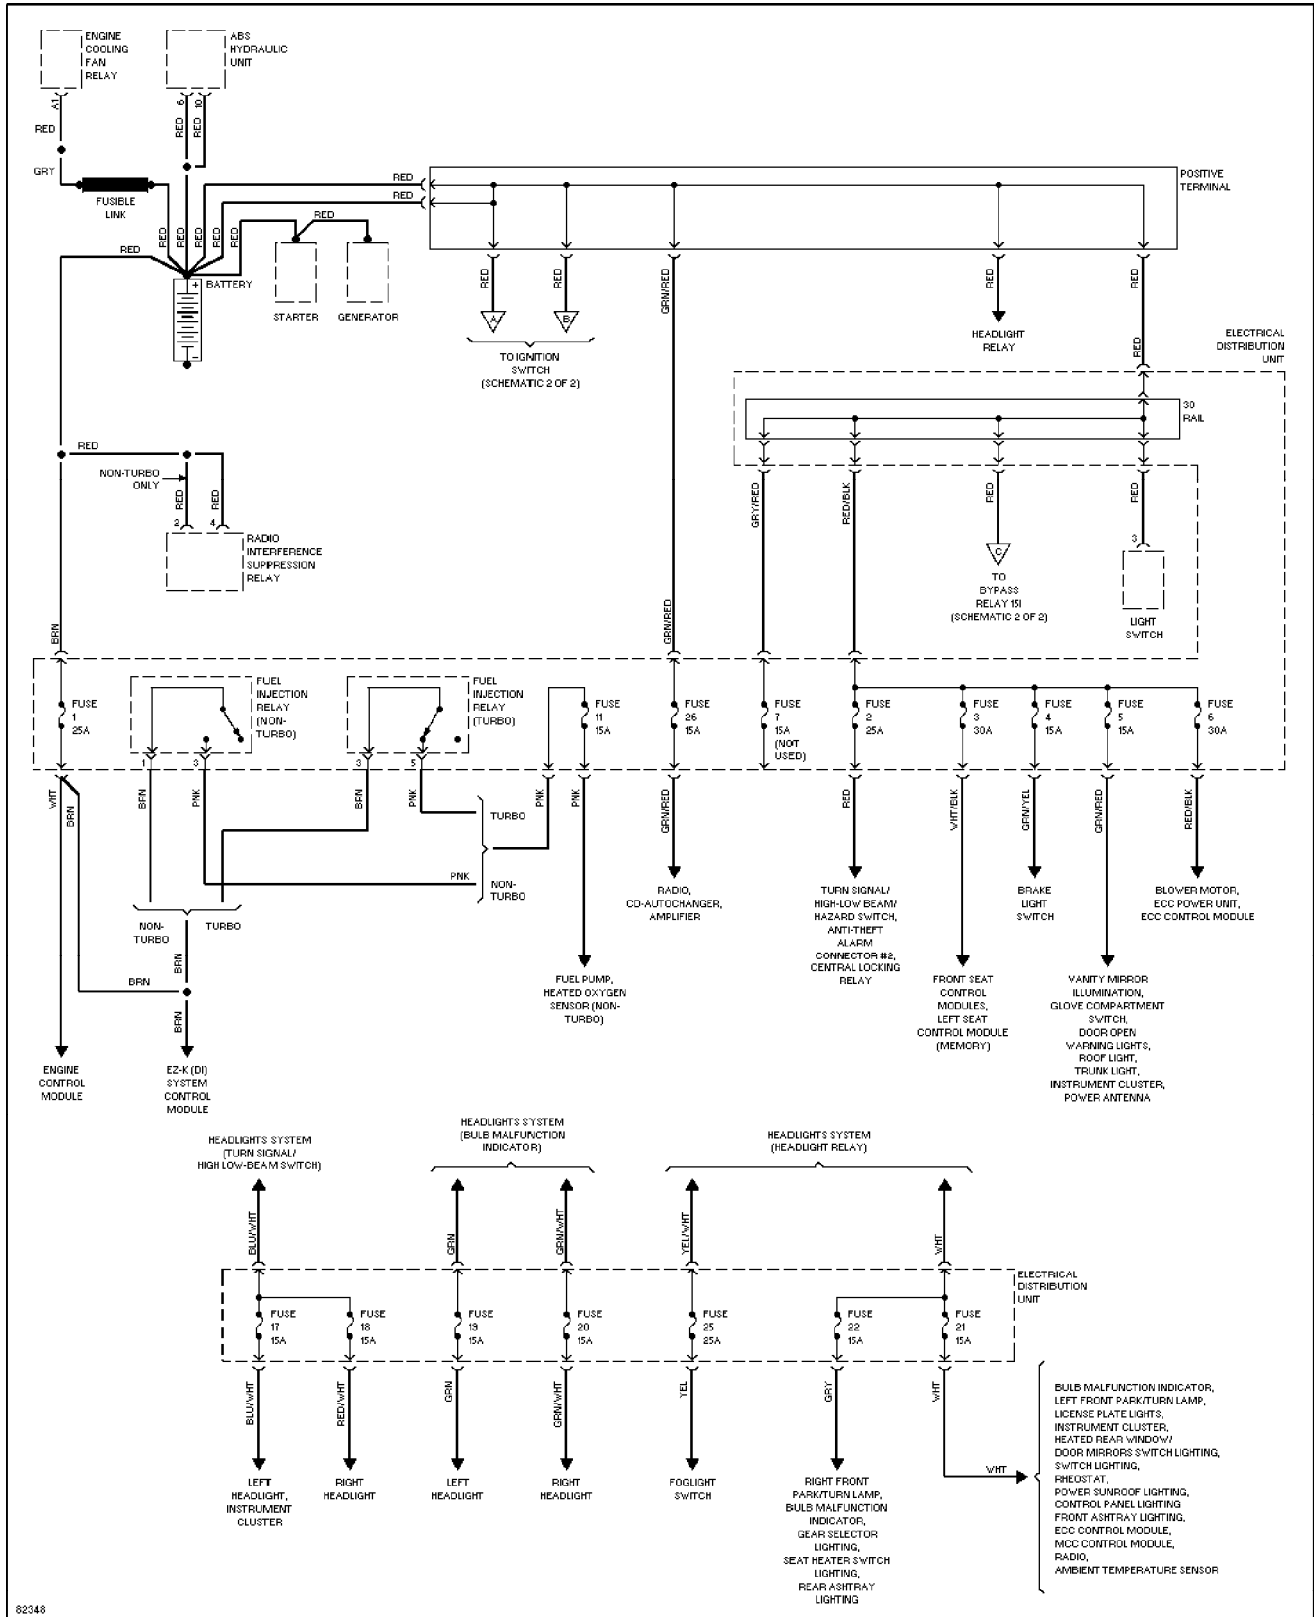 ENGINE
COOLING
FAN
RELAY
ABS
HYDRAULIC
UNIT
A1
6
10
RED
RED
RED
GRY
FUSIBLE
LINK
RED
RED
RED
RED
RED
RED
RED
RED
RED
POSITIVE
TERMINAL
RED
BATTERY
+
−
STARTER
GENERATOR
RED
RED
GRN/RED
RED
RED
A
B
TO IGNITION
SWITCH
(SCHEMATIC 2 OF 2)
HEADLIGHT
RELAY
RED
ELECTRICAL
DISTRIBUTION
UNIT
30
RAIL
RED
NON-TURBO
ONLY
RED
RED
2
4
RADIO
INTERFERENCE
SUPPRESSION
RELAY
GRY/RED
RED/BLK
RED
RED
C
TO
BYPASS
RELAY 15I
(SCHEMATIC 2 OF 2)
3
LIGHT
SWITCH
BRN
GRN/RED
FUSE
1
25A
FUEL
INJECTION
RELAY
(NON-
TURBO)
1
3
FUEL
INJECTION
RELAY
(TURBO)
3
5
FUSE
11
15A
FUSE
26
15A
FUSE
7
15A
(NOT
USED)
FUSE
2
25A
FUSE
3
30A
FUSE
4
15A
FUSE
5
15A
FUSE
6
30A
WHT
BRN
BRN
PNK
BRN
PNK
PNK
PNK
GRN/RED
RED
WHT/BLK
GRN/YEL
GRN/RED
RED/BLK
TURBO
PNK
NON-
TURBO
NON-
TURBO
TURBO
BRN
BRN
BRN
ENGINE
CONTROL
MODULE
EZ-K (DI)
SYSTEM
CONTROL
MODULE
FUEL PUMP,
HEATED OXYGEN
SENSOR (NON-
TURBO)
RADIO,
CD-AUTOCHANGER,
AMPLIFIER
TURN SIGNAL/
HIGH-LOW BEAM/
HAZARD SWITCH,
ANTI-THEFT
ALARM
CONNECTOR #2,
CENTRAL LOCKING
RELAY
FRONT SEAT
CONTROL
MODULES,
LEFT SEAT
CONTROL MODULE
(MEMORY)
BRAKE
LIGHT
SWITCH
VANITY MIRROR
ILLUMINATION,
GLOVE COMPARTMENT
SWITCH,
DOOR OPEN
WARNING LIGHTS,
ROOF LIGHT,
TRUNK LIGHT,
INSTRUMENT CLUSTER,
POWER ANTENNA
BLOWER MOTOR,
ECC POWER UNIT,
ECC CONTROL MODULE
HEADLIGHTS SYSTEM
(TURN SIGNAL/
HIGH LOW-BEAM SWITCH)
HEADLIGHTS SYSTEM
(BULB MALFUNCTION
INDICATOR)
HEADLIGHTS SYSTEM
(HEADLIGHT RELAY)
BLU/WHT
GRN
GRN/WHT
YEL/WHT
WHT
ELECTRICAL
DISTRIBUTION
UNIT
FUSE
17
15A
FUSE
18
15A
FUSE
19
15A
FUSE
20
15A
FUSE
25
25A
FUSE
22
15A
FUSE
21
15A
BLU/WHT
RED/WHT
GRN
GRN/WHT
YEL
GRY
WHT
WHT
LEFT
HEADLIGHT,
INSTRUMENT
CLUSTER
RIGHT
HEADLIGHT
LEFT
HEADLIGHT
RIGHT
HEADLIGHT
FOGLIGHT
SWITCH
RIGHT FRONT
PARK/TURN LAMP,
BULB MALFUNCTION
INDICATOR,
GEAR SELECTOR
LIGHTING,
SEAT HEATER SWITCH
LIGHTING,
REAR ASHTRAY
LIGHTING
BULB MALFUNCTION INDICATOR,
LEFT FRONT PARK/TURN LAMP,
LICENSE PLATE LIGHTS,
INSTRUMENT CLUSTER,
HEATED REAR WINDOW/
DOOR MIRRORS SWITCH LIGHTING,
SWITCH LIGHTING,
RHEOSTAT,
POWER SUNROOF LIGHTING,
CONTROL PANEL LIGHTING
FRONT ASHTRAY LIGHTING,
ECC CONTROL MODULE,
MCC CONTROL MODULE,
RADIO,
AMBIENT TEMPERATURE SENSOR
82348